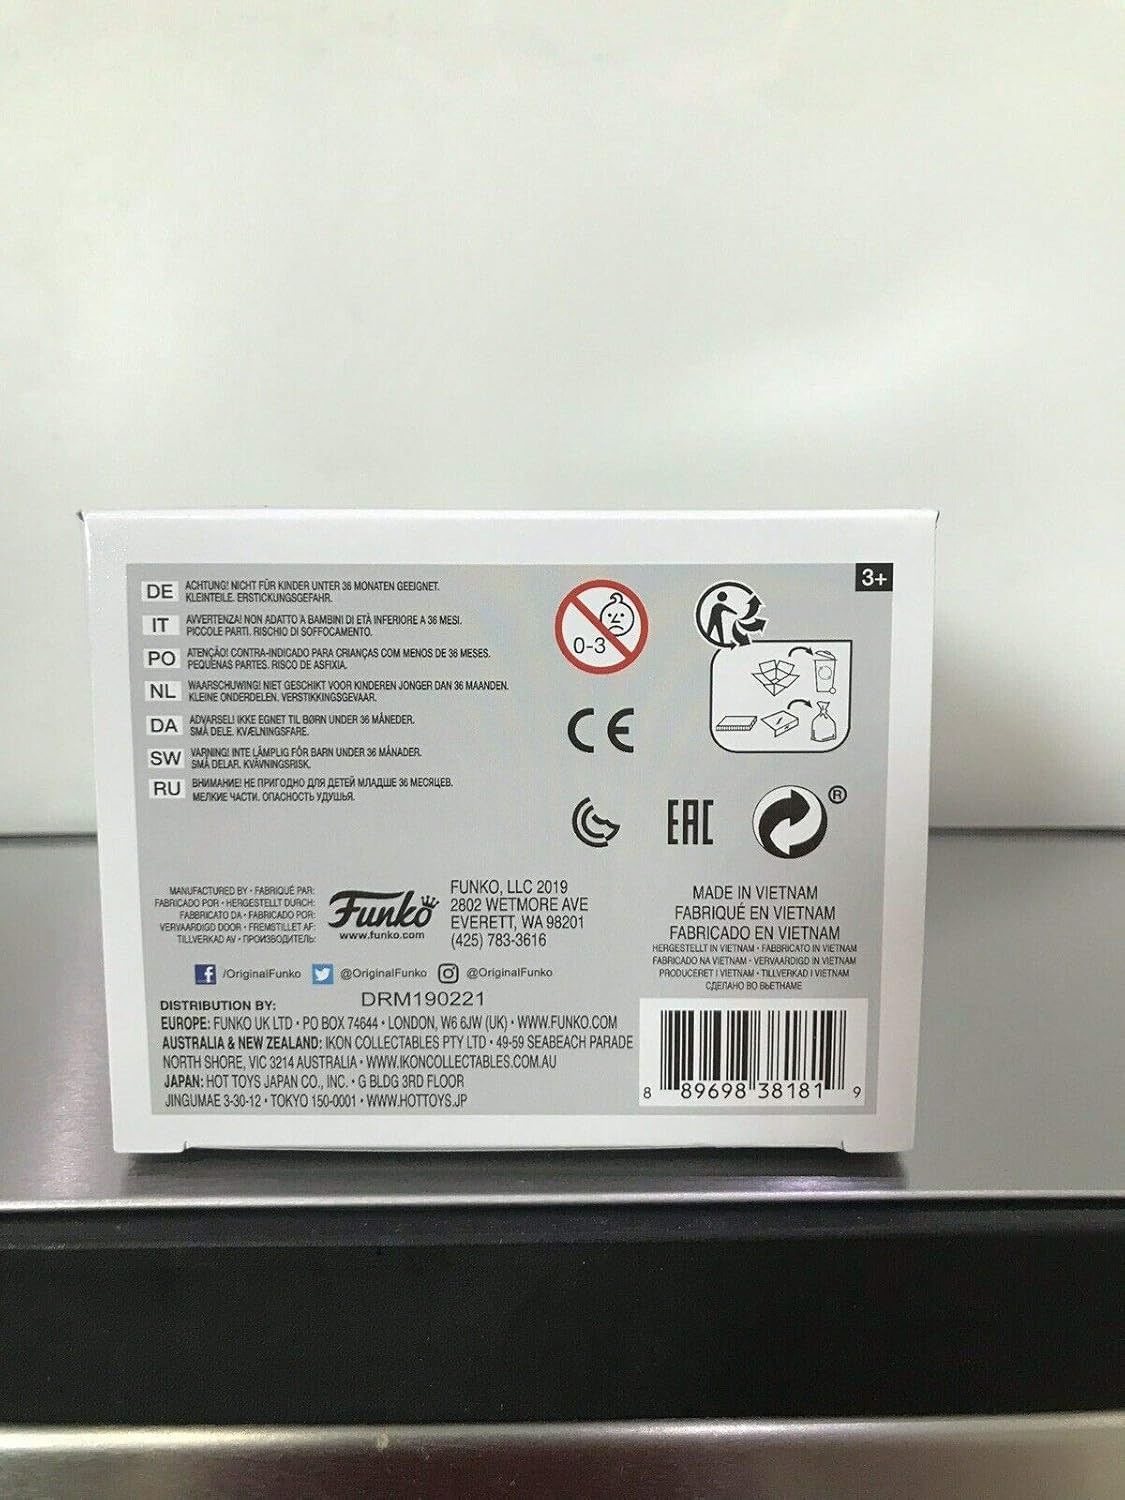 3+
DE ACHTUNG! NICHT FÜR KINDER UNTER 36 MONATEN GEEIGNET.
KLEINTEILE. ERSTICKUNGSGEFAHR.
IT AVVERTENZA! NON ADATTO A BAMBINI DI ETÀ INFERIORE A 36 MESI.
PICCOLE PARTI. RISCHIO DI SOFFOCAMENTO.
PO ATENÇÃO! CONTRA-INDICADO PARA CRIANÇAS COM MENOS DE 36 MESES.
PEQUENAS PARTES. RISCO DE ASFIXIA.
NL WAARSCHUWING! NIET GESCHIKT VOOR KINDEREN JONGER DAN 36 MAANDEN.
KLEINE ONDERDELEN. VERSTIKKINGSGEVAAR.
DA ADVARSEL! IKKE EGNET TIL BØRN UNDER 36 MÅNEDER.
SMÅ DELE. KVÆLNINGSFARE.
SW VARNING! INTE LÄMPLIG FÖR BARN UNDER 36 MÅNADER.
SMÅ DELAR. KVÄVNINGSRISK.
RU ВНИМАНИЕ! НЕ ПРИГОДНО ДЛЯ ДЕТЕЙ МЛАДШЕ 36 МЕСЯЦЕВ.
МЕЛКИЕ ЧАСТИ. ОПАСНОСТЬ УДУШЬЯ.
0-3
CE
EAC
®
MANUFACTURED BY • FABRIQUÉ PAR:
FABRICADO POR • HERGESTELLT DURCH:
FABBRICATO DA • FABRICADO POR:
VERVAARDIGD DOOR • FREMSTILLET AF:
TILLVERKAD AV • ПРОИЗВОДИТЕЛЬ:
Funko
www.funko.com
FUNKO, LLC 2019
2802 WETMORE AVE
EVERETT, WA 98201
(425) 783-3616
f /OriginalFunko @OriginalFunko @OriginalFunko
DRM190221
DISTRIBUTION BY:
EUROPE: FUNKO UK LTD • PO BOX 74644 • LONDON, W6 6JW (UK) • WWW.FUNKO.COM
AUSTRALIA & NEW ZEALAND: IKON COLLECTABLES PTY LTD • 49-59 SEABEACH PARADE
NORTH SHORE, VIC 3214 AUSTRALIA • WWW.IKONCOLLECTABLES.COM.AU
JAPAN: HOT TOYS JAPAN CO., INC. • G BLDG 3RD FLOOR
JINGUMAE 3-30-12 • TOKYO 150-0001 • WWW.HOTTOYS.JP
MADE IN VIETNAM
FABRIQUÉ EN VIETNAM
FABRICADO EN VIETNAM
HERGESTELLT IN VIETNAM • FABBRICATO IN VIETNAM
FABRICADO NA VIETNAM • VERVAARDIGD IN VIETNAM
PRODUCERET I VIETNAM • TILLVERKAD I VIETNAM
СДЕЛАНО ВО ВЬЕТНАМЕ
8 89698 38181 9